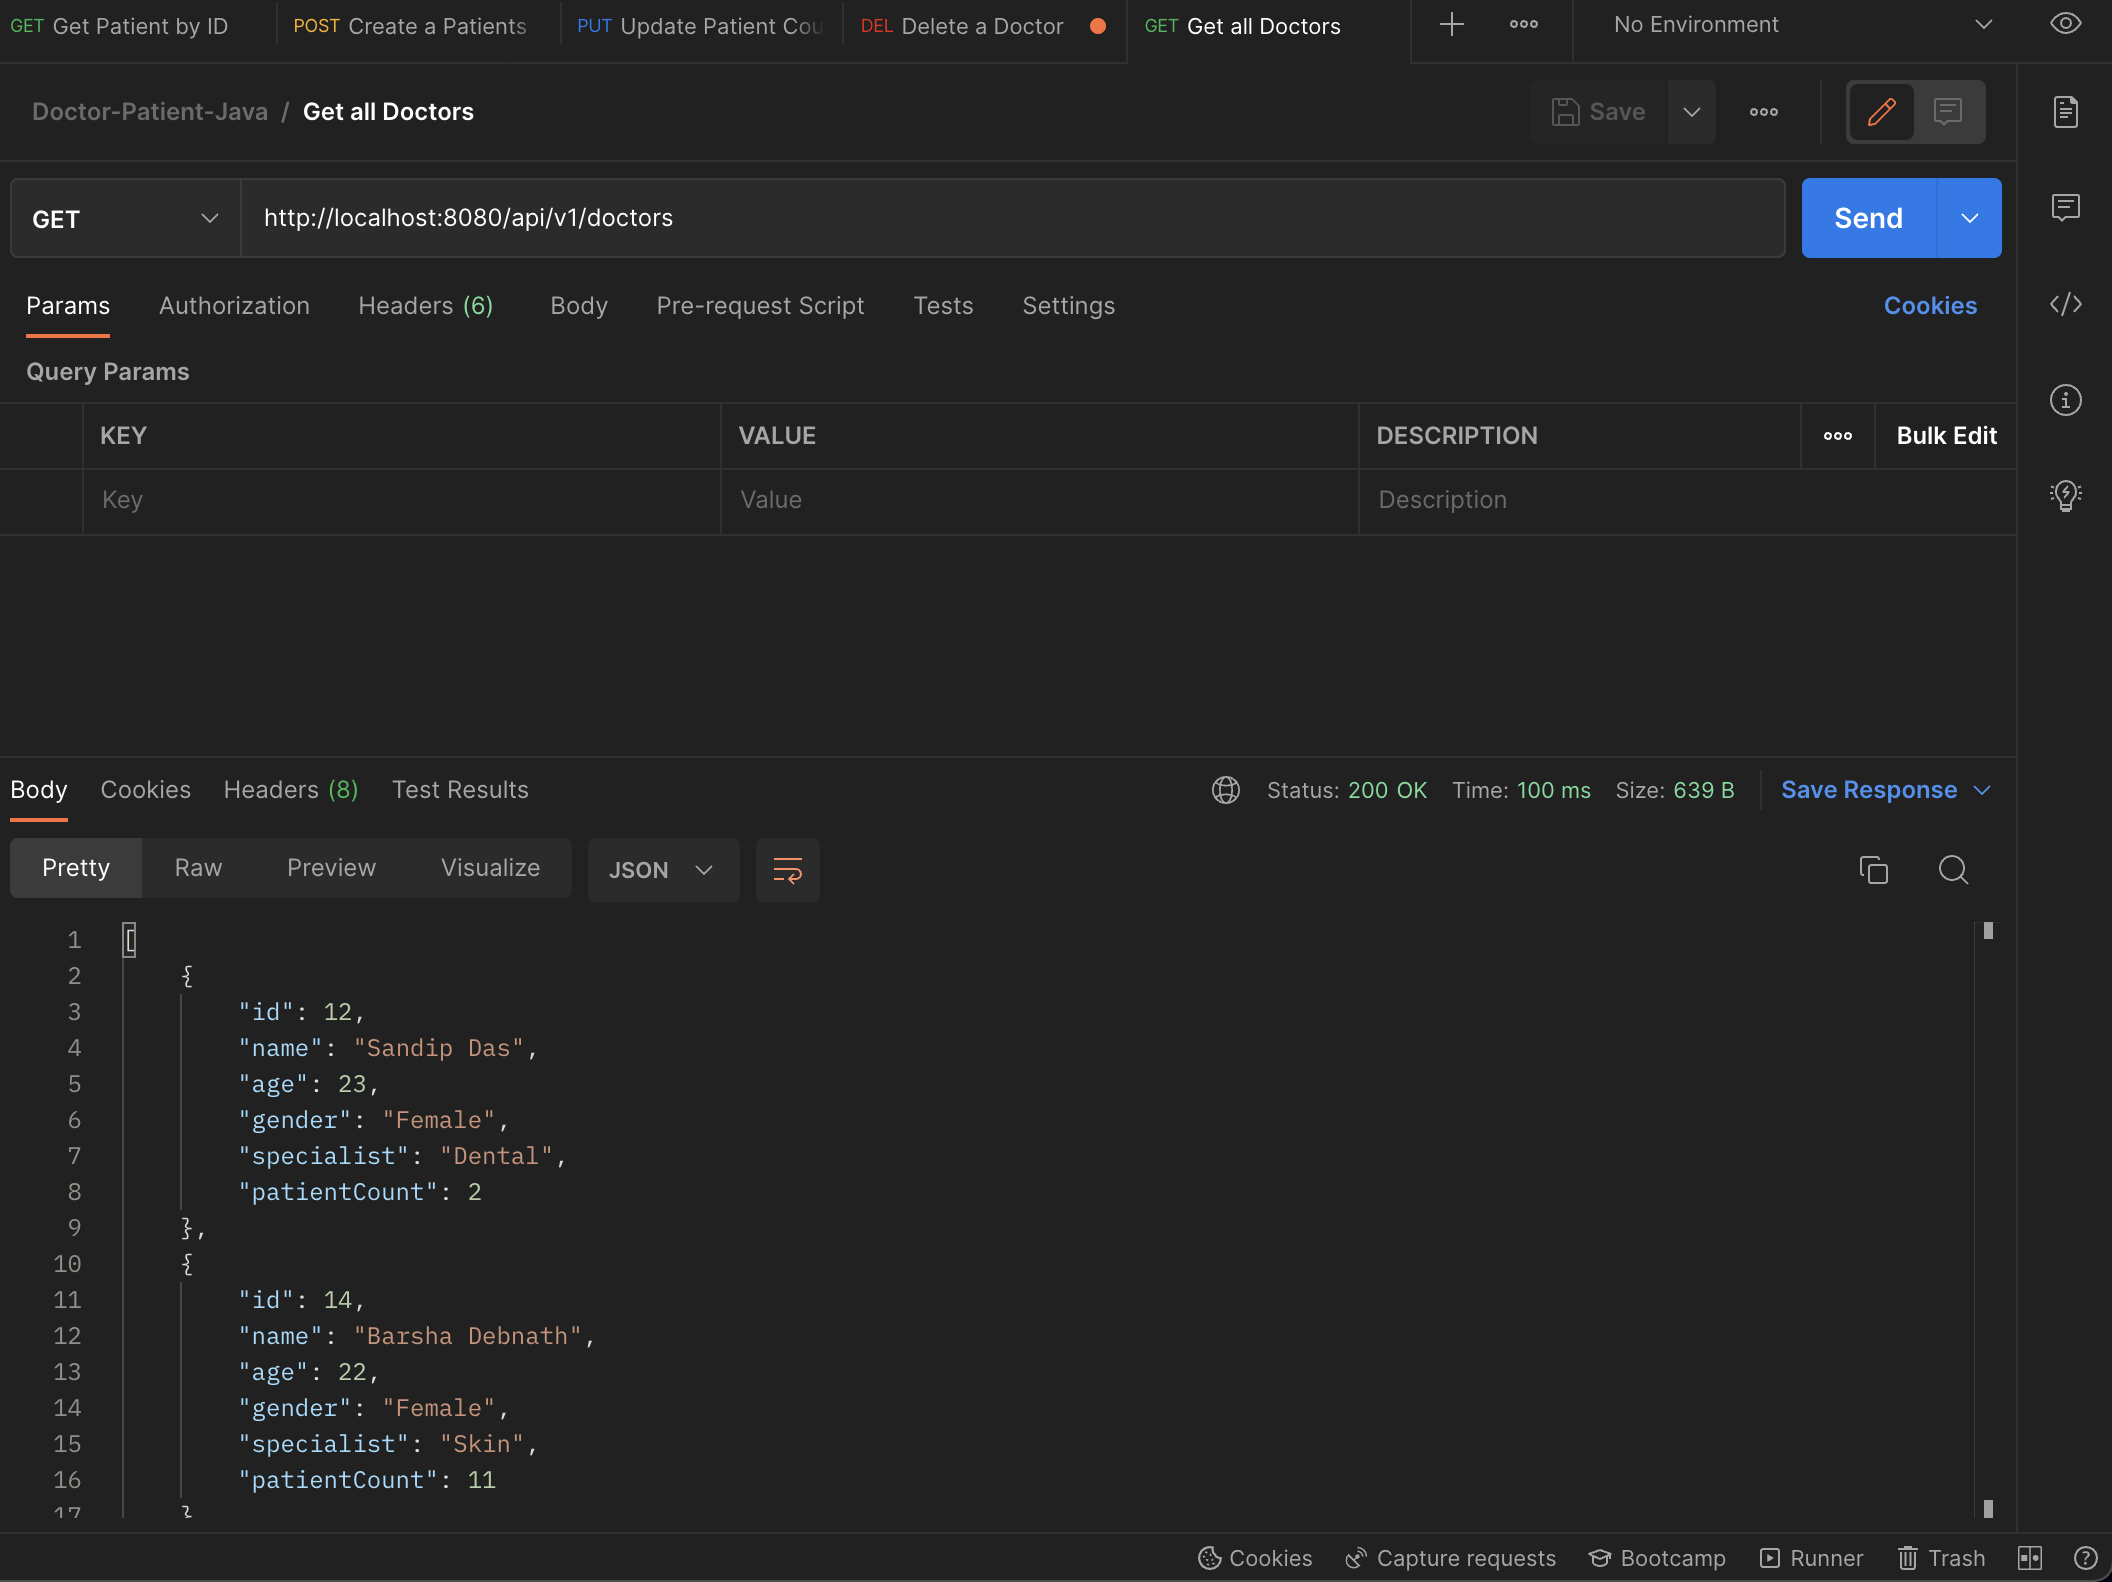 GET Get Patient by ID POST Create a Patients PUT Update Patient Cou DEL Delete a Doctor GET Get all Doctors No Environment
Doctor-Patient-Java / Get all Doctors Save
GET http://localhost:8080/api/v1/doctors Send
Params Authorization Headers (6) Body Pre-request Script Tests Settings Cookies
Query Params
KEY VALUE DESCRIPTION Bulk Edit
Key Value Description
Body Cookies Headers (8) Test Results Status: 200 OK Time: 100 ms Size: 639 B Save Response
Pretty Raw Preview Visualize JSON
1 [
2 {
3 "id": 12,
4 "name": "Sandip Das",
5 "age": 23,
6 "gender": "Female",
7 "specialist": "Dental",
8 "patientCount": 2
9 },
10 {
11 "id": 14,
12 "name": "Barsha Debnath",
13 "age": 22,
14 "gender": "Female",
15 "specialist": "Skin",
16 "patientCount": 11
17 }
Cookies Capture requests Bootcamp Runner Trash